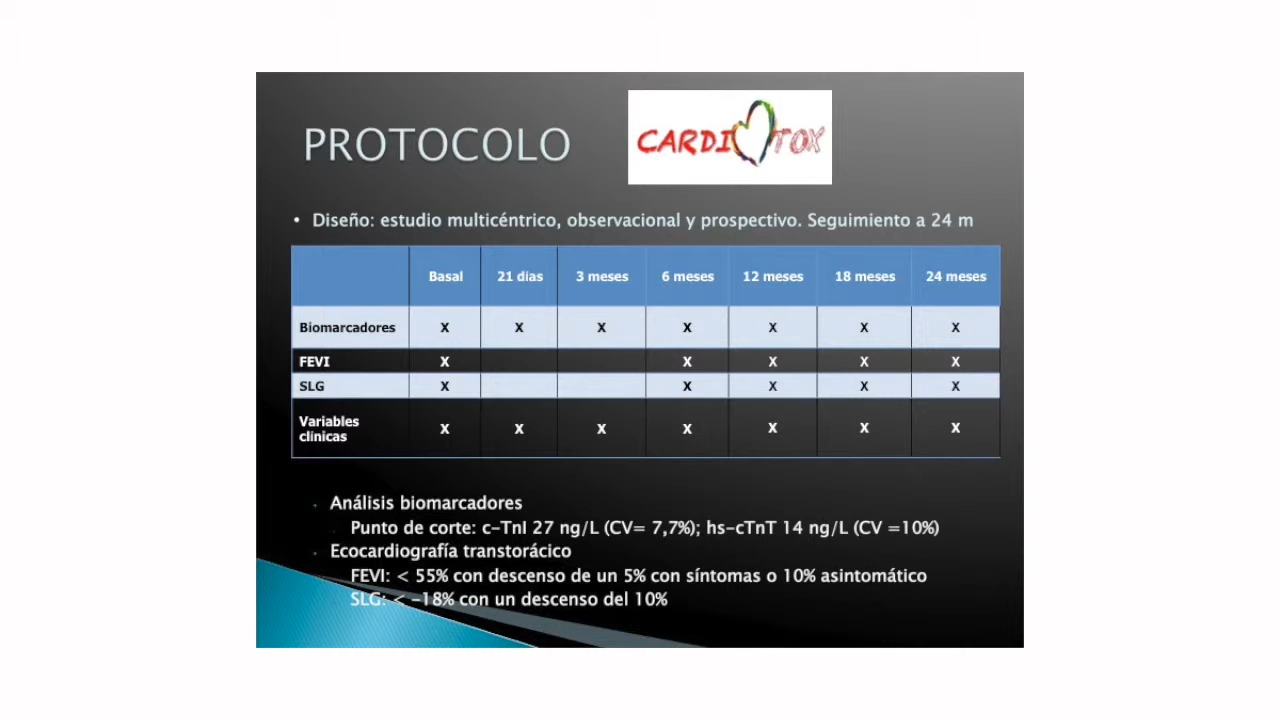 PROTOCOLO
CARDI TOX
• Diseño: estudio multicéntrico, observacional y prospectivo. Seguimiento a 24 m
Basal 21 días 3 meses 6 meses 12 meses 18 meses 24 meses
Biomarcadores X X X X X X X
FEVI X X X X X
SLG X X X X X
Variables
clínicas X X X X X X X
Análisis biomarcadores
Punto de corte: c-TnI 27 ng/L (CV= 7,7%); hs-cTnT 14 ng/L (CV =10%)
Ecocardiografía transtorácico
FEVI: < 55% con descenso de un 5% con síntomas o 10% asintomático
SLG: < -18% con un descenso del 10%